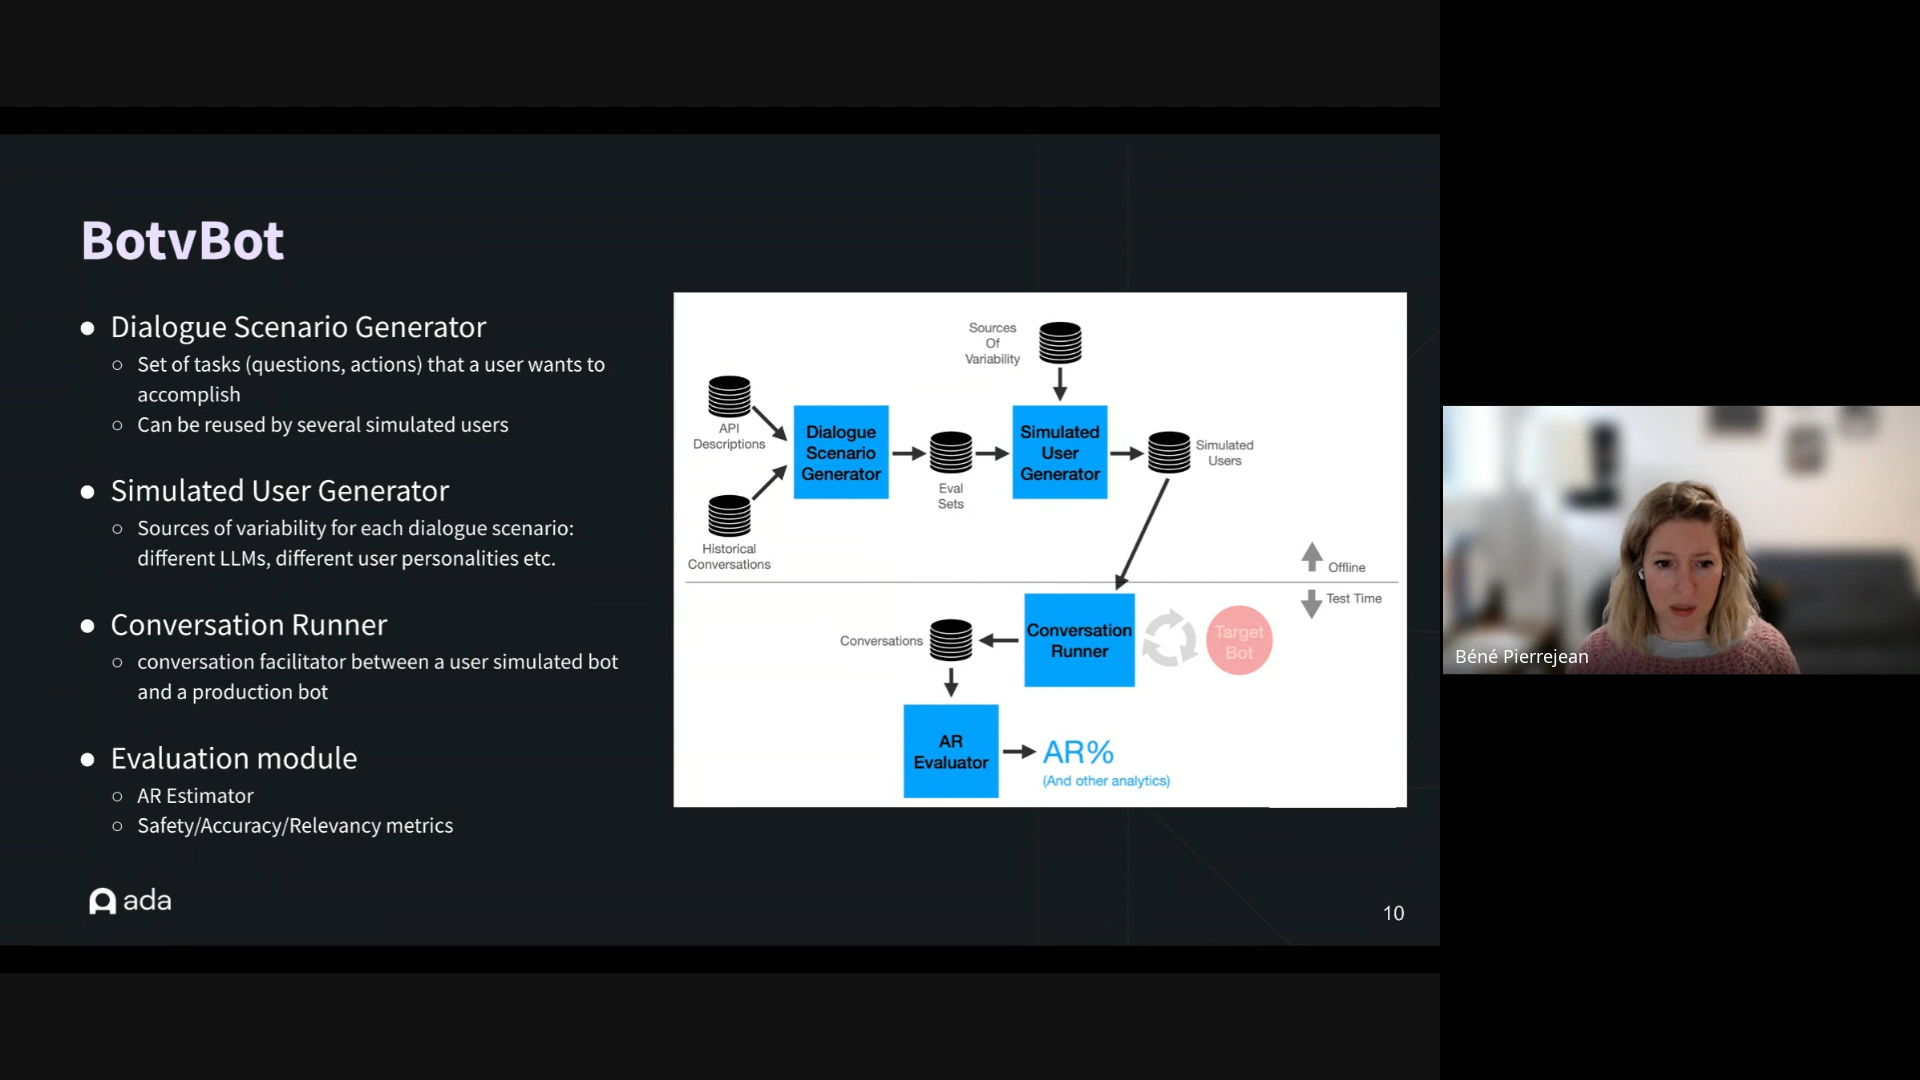 BotvBot
● Dialogue Scenario Generator
○ Set of tasks (questions, actions) that a user wants to
accomplish
○ Can be reused by several simulated users
● Simulated User Generator
○ Sources of variability for each dialogue scenario:
different LLMs, different user personalities etc.
● Conversation Runner
○ conversation facilitator between a user simulated bot
and a production bot
● Evaluation module
○ AR Estimator
○ Safety/Accuracy/Relevancy metrics
Sources
Of
Variability
API
Descriptions
Historical
Conversations
Dialogue
Scenario
Generator
Eval
Sets
Simulated
User
Generator
Simulated
Users
Offline
Test Time
Conversations
Conversation
Runner
Target
Bot
AR
Evaluator
AR%
(And other analytics)
ada
10
Béné Pierrejean